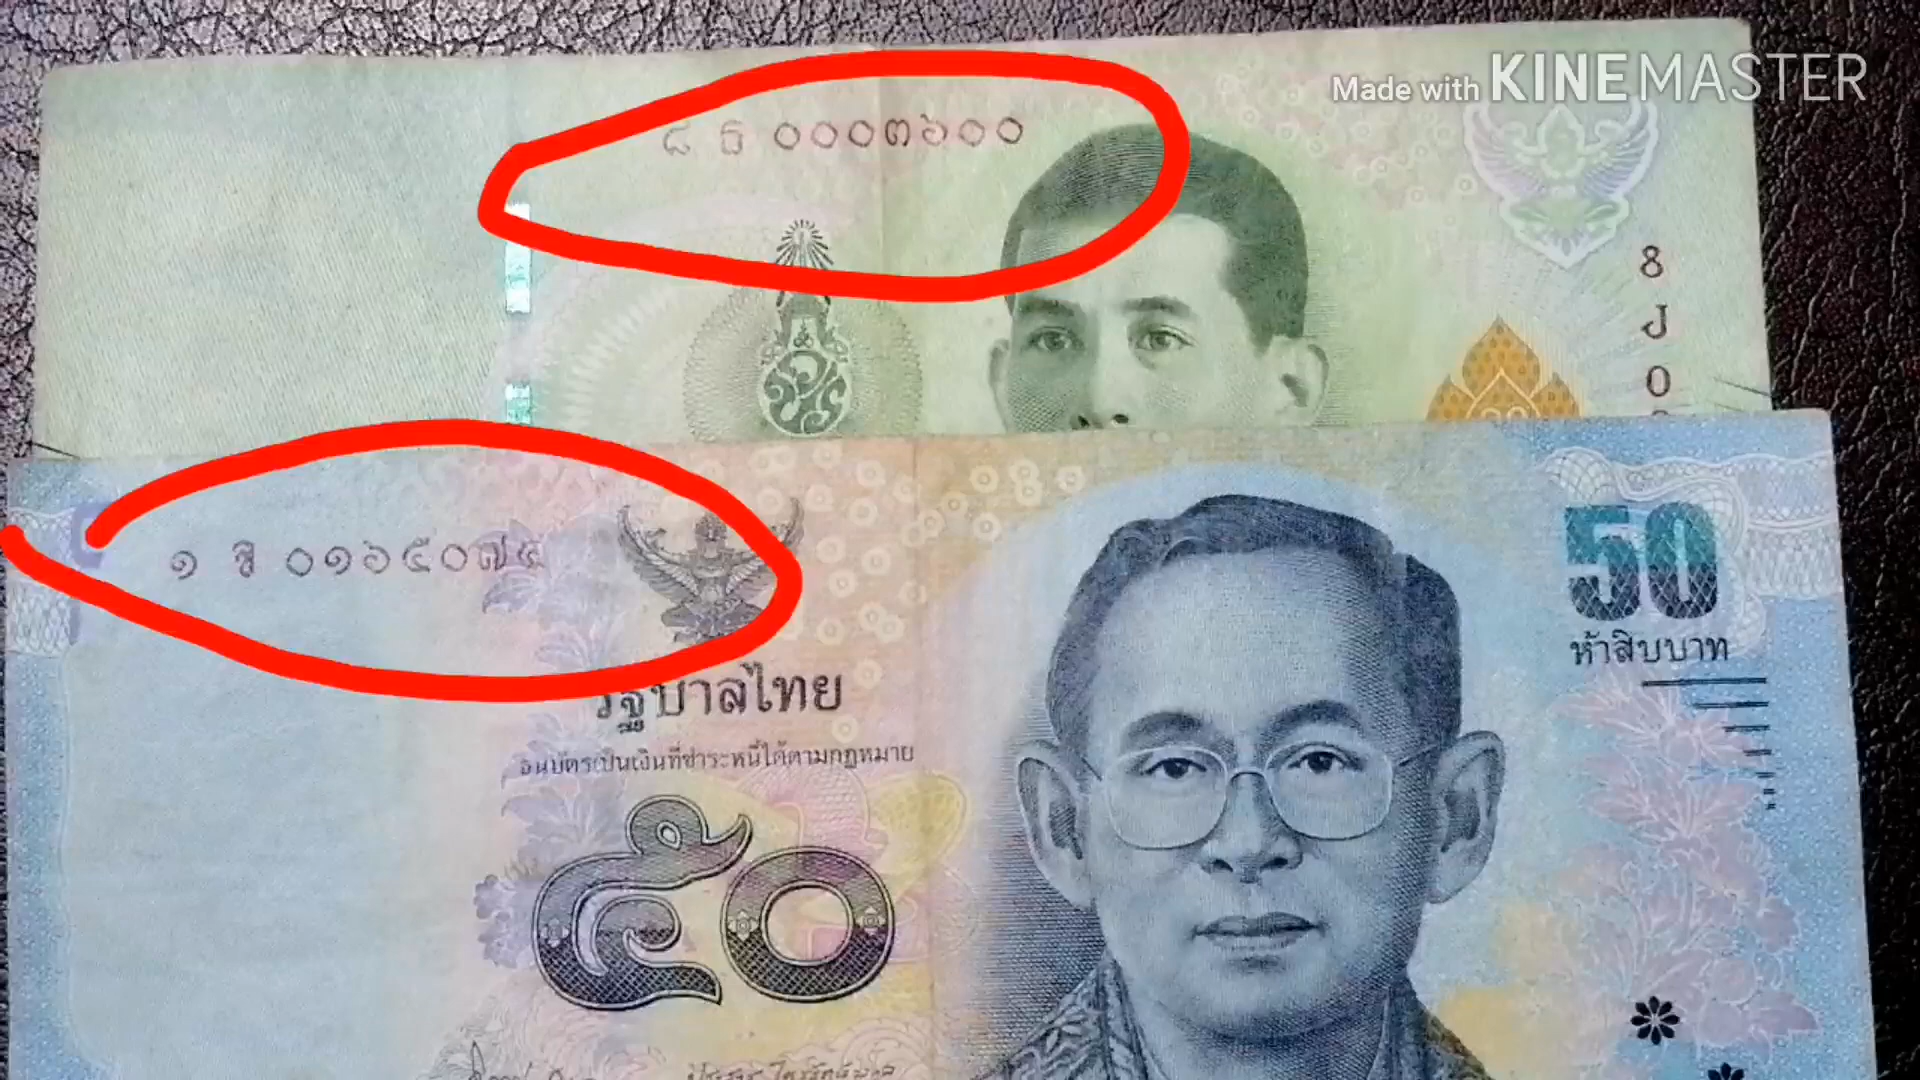 Made with KINEMASTER
๘ ธ ๐๐๐๓๖๐๐
8
J
0
๑ จ ๐๑๖๕๐๗๕
50
ห้าสิบบาท
รัฐบาลไทย
ธนบัตรเป็นเงินที่ชำระหนี้ได้ตามกฎหมาย
๕๐